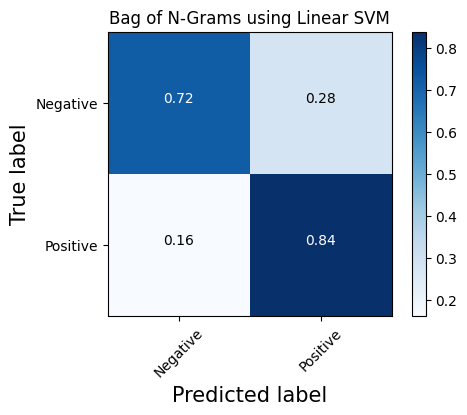 Bag of N-Grams using Linear SVM
True label
Negative
0.72
0.28
Positive
0.16
0.84
Negative
Positive
Predicted label
0.8
0.7
0.6
0.5
0.4
0.3
0.2